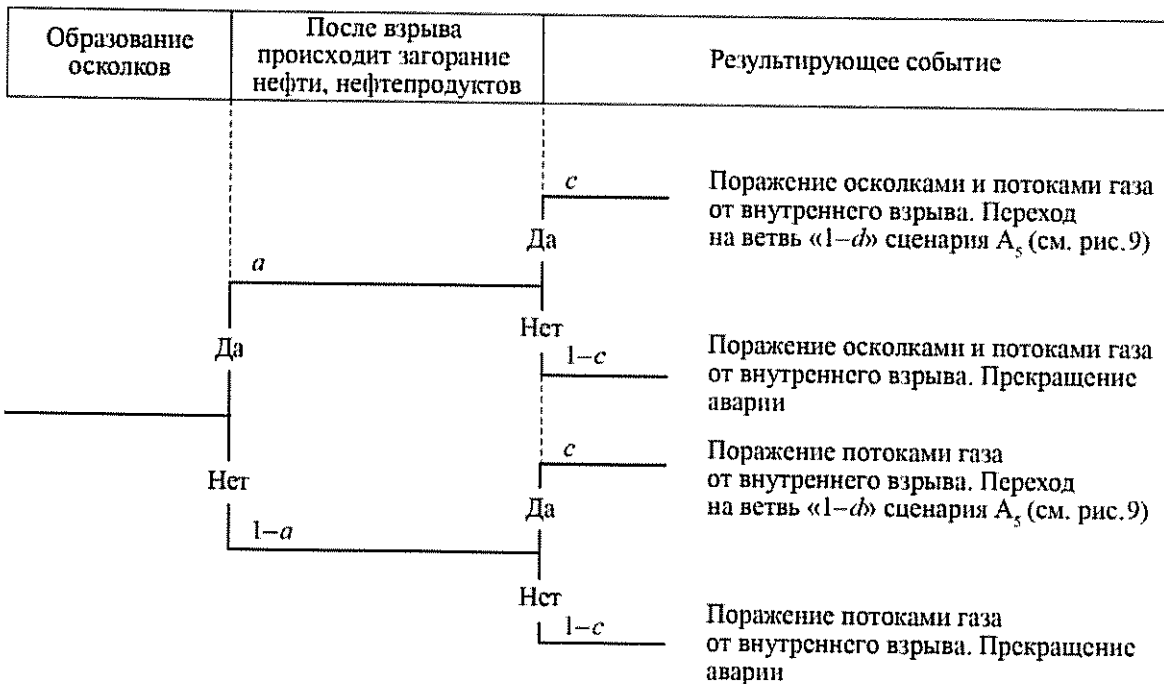 Образование
осколков
После взрыва
происходит загорание
нефти, нефтепродуктов
Результирующее событие
c
Поражение осколками и потоками газа
от внутреннего взрыва. Переход
на ветвь «1–d» сценария A₅ (см. рис.9)
Да
a
Нет
Да
1–c
Поражение осколками и потоками газа
от внутреннего взрыва. Прекращение
аварии
c
Поражение потоками газа
от внутреннего взрыва. Переход
на ветвь «1–d» сценария A₅ (см. рис.9)
Нет
Да
1–a
Нет
1–c
Поражение потоками газа
от внутреннего взрыва. Прекращение
аварии